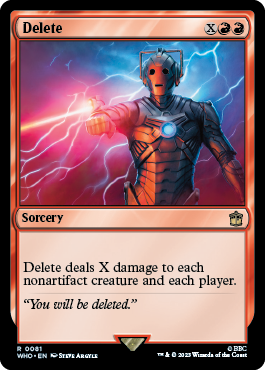 Delete XRR
Sorcery
Delete deals X damage to each
nonartifact creature and each player.
“You will be deleted.”
R 0081 ©BBC
WHO • EN Steve Argyle ™ & © 2023 Wizards of the Coast